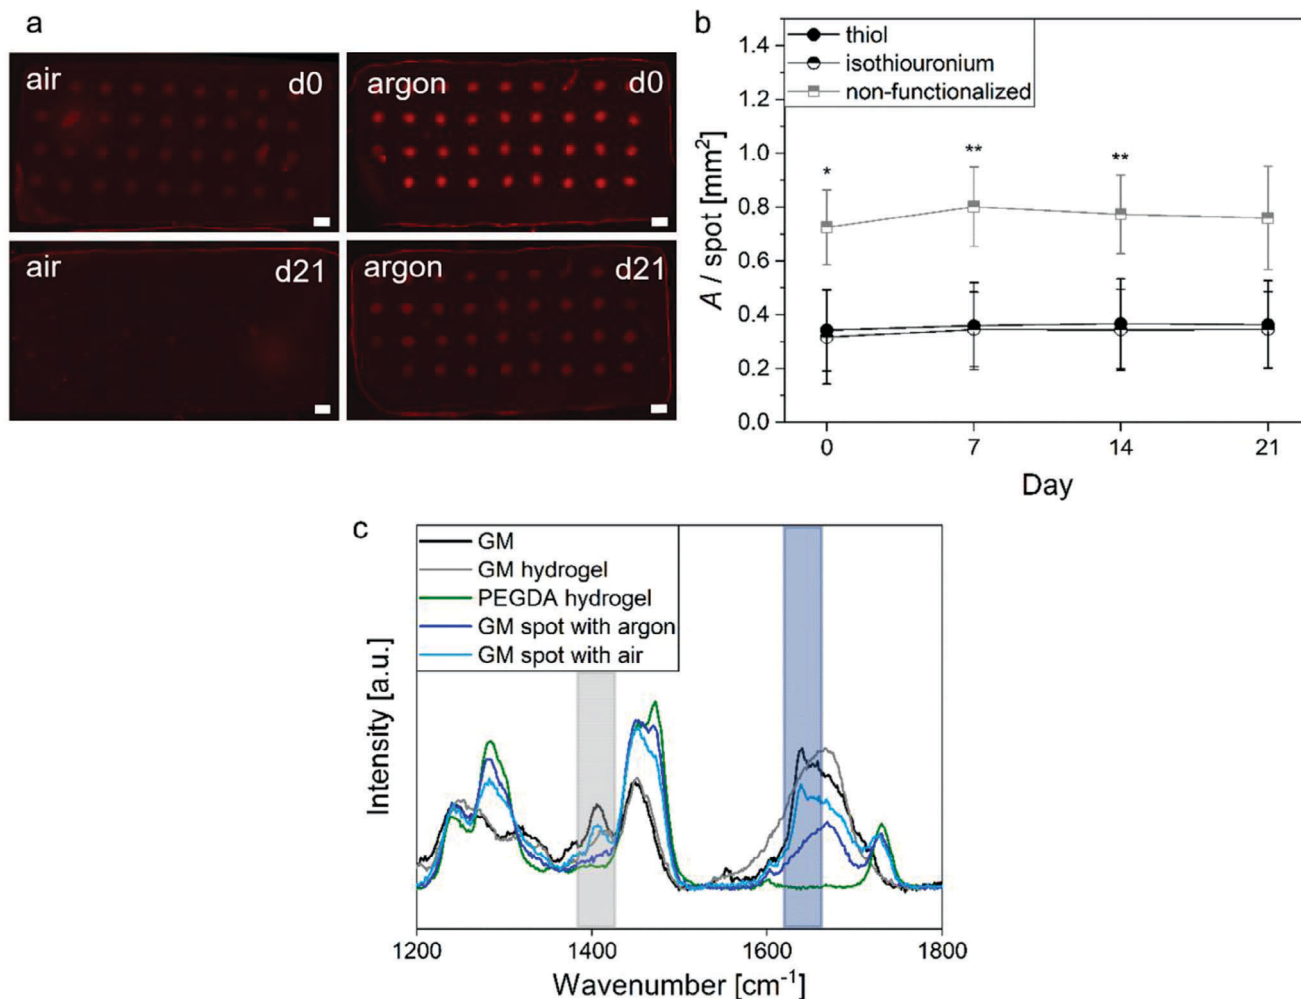 a
air d0
argon d0
air d21
argon d21
b
thiol
isothiouronium
non-functionalized
1.4
1.2
1.0
0.8
0.6
0.4
0.2
0.0
A / spot [mm²]
* ** **
0 7 14 21
Day
c
GM
GM hydrogel
PEGDA hydrogel
GM spot with argon
GM spot with air
Intensity [a.u.]
1200 1400 1600 1800
Wavenumber [cm⁻¹]